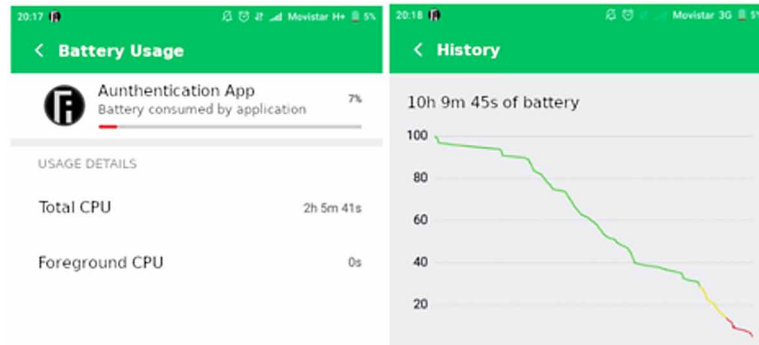 20:17 Movistar H+ 5%
Battery Usage
Aunthentication App
Battery consumed by application
7%
USAGE DETAILS
Total CPU 2h 5m 41s
Foreground CPU 0s
20:18 Movistar 3G 5%
History
10h 9m 45s of battery
100
80
60
40
20